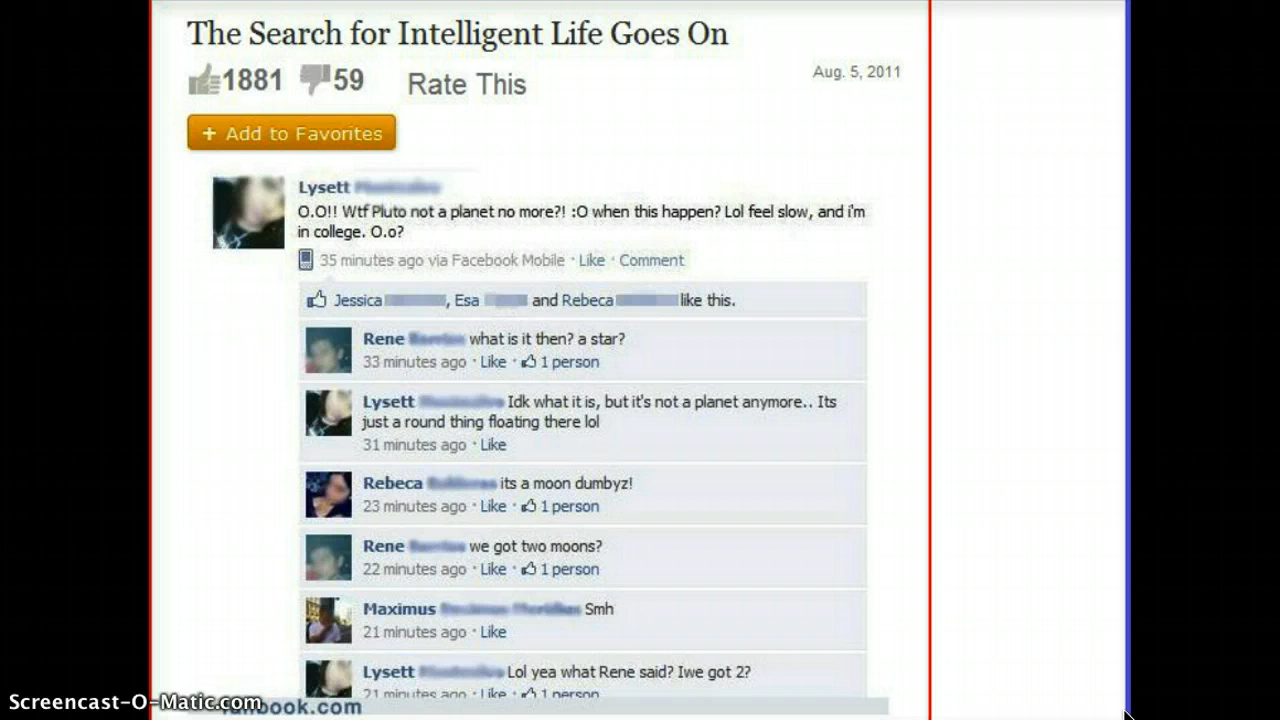 The Search for Intelligent Life Goes On
1881 59 Rate This
Aug. 5, 2011
+ Add to Favorites
Lysett
O.O!! Wtf Pluto not a planet no more?! :O when this happen? Lol feel slow, and i'm
in college. O.o?
35 minutes ago via Facebook Mobile · Like · Comment
Jessica , Esa and Rebeca like this.
Rene what is it then? a star?
33 minutes ago · Like · 1 person
Lysett Idk what it is, but it's not a planet anymore.. Its
just a round thing floating there lol
31 minutes ago · Like
Rebeca its a moon dumbyz!
23 minutes ago · Like · 1 person
Rene we got two moons?
22 minutes ago · Like · 1 person
Maximus Smh
21 minutes ago · Like
Lysett Lol yea what Rene said? Iwe got 2?
21 minutes ago · Like · 1 person
Screencast-O-Matic.com